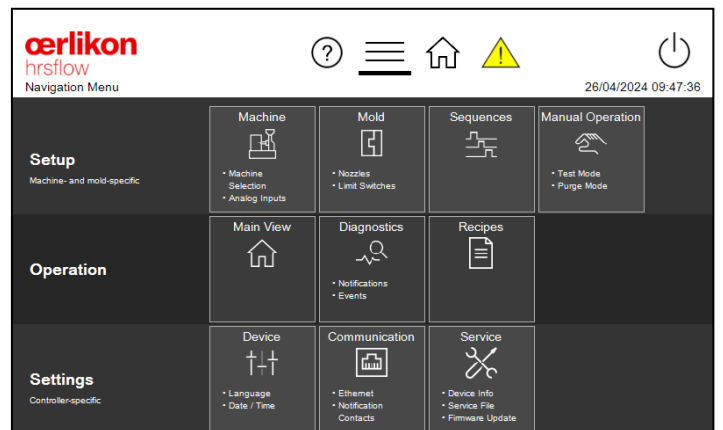 œrlikon
hrsflow
Navigation Menu
?
!
26/04/2024 09:47:36
Setup
Machine- and mold-specific
Machine
• Machine
Selection
• Analog Inputs
Mold
• Nozzles
• Limit Switches
Sequences
Manual Operation
• Test Mode
• Purge Mode
Operation
Main View
Diagnostics
• Notifications
• Events
Recipes
Settings
Controller-specific
Device
• Language
• Date / Time
Communication
• Ethernet
• Notification
Contacts
Service
• Device Info
• Service File
• Firmware Update